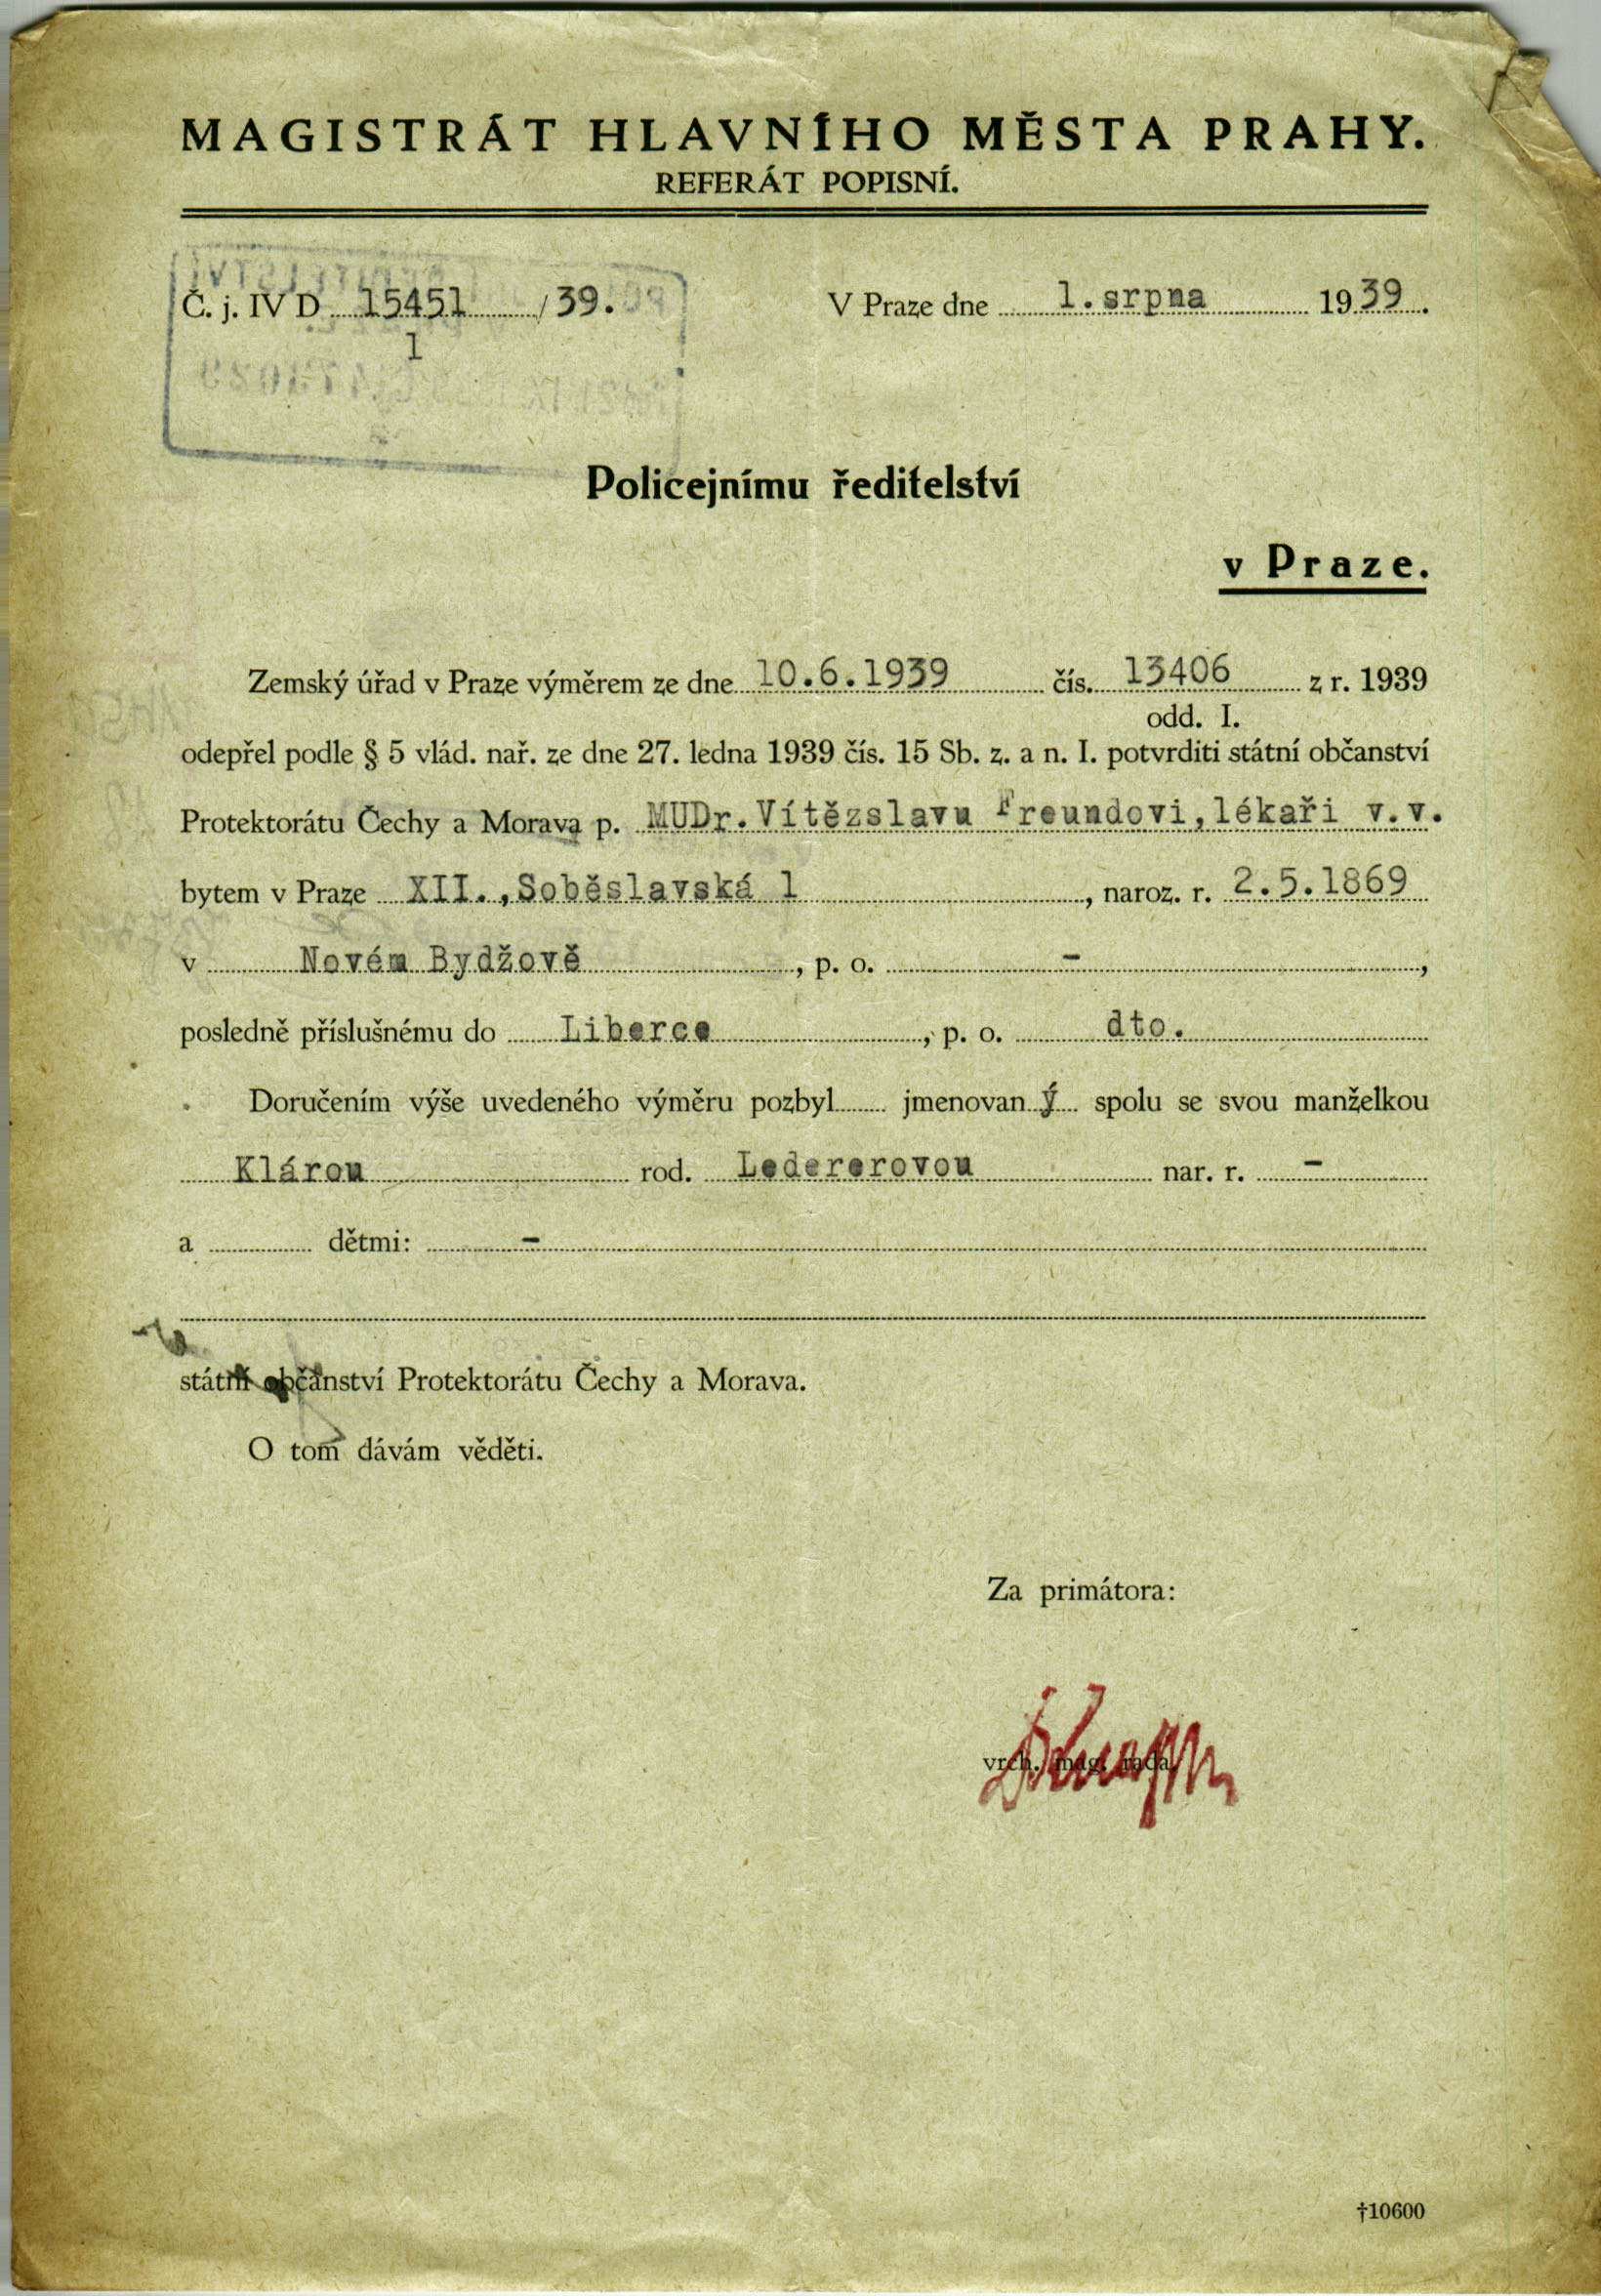 MAGISTRÁT HLAVNÍHO MĚSTA PRAHY.
REFERÁT POPISNÍ.
Č. j. IV D 15451 / 39.
1
V Praze dne 1. srpna 1939.
Policejnímu ředitelství
v Praze.
Zemský úřad v Praze výměrem ze dne 10.6.1939 čís. 13406 z r. 1939
odd. I.
odepřel podle § 5 vlád. nař. ze dne 27. ledna 1939 čís. 15 Sb. z. a n. I. potvrditi státní občanství
Protektorátu Čechy a Morava p. MUDr. Vítězslavu Freundovi, lékaři v.v.
bytem v Praze XII., Soběslavská 1, naroz. r. 2.5.1869
v Novém Bydžově, p. o. -,
posledně příslušnému do Liberce, p. o. dto.
Doručením výše uvedeného výměru pozbyl jmenovaný spolu se svou manželkou
Klárou rod. Ledererovou nar. r. -
a dětmi: -
státní občanství Protektorátu Čechy a Morava.
O tom dávám věděti.
Za primátora:
vrch. mag. rada.
†10600